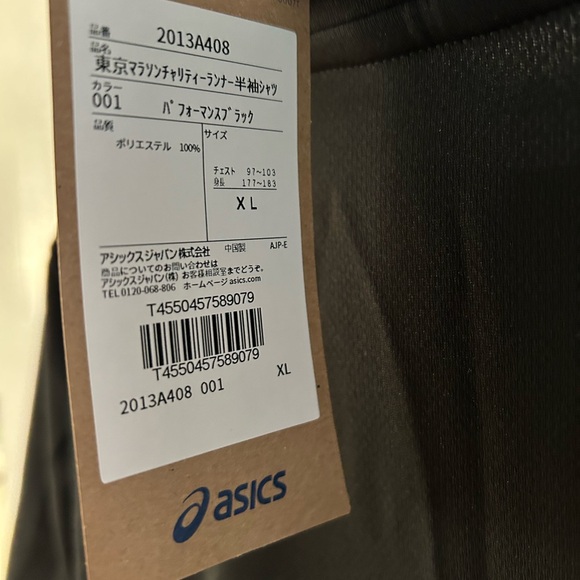 品番 2013A408
品名
東京マラソンチャリティーランナー半袖シャツ
カラー
001 パフォーマンスブラック
品質 サイズ
ポリエステル 100%
チェスト 97~103
身長 177~183
XL
アシックスジャパン株式会社 中国製 AJP-E
商品についてのお問い合わせは
アシックスジャパン(株) お客様相談室までどうぞ。
TEL 0120-068-806 ホームページ asics.com
T4550457589079
T4550457589079
2013A408 001 XL
asics